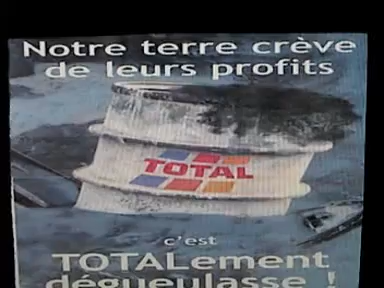 Notre terre crève
de leurs profits
TOTAL
c'est
TOTALement
dégueulasse !